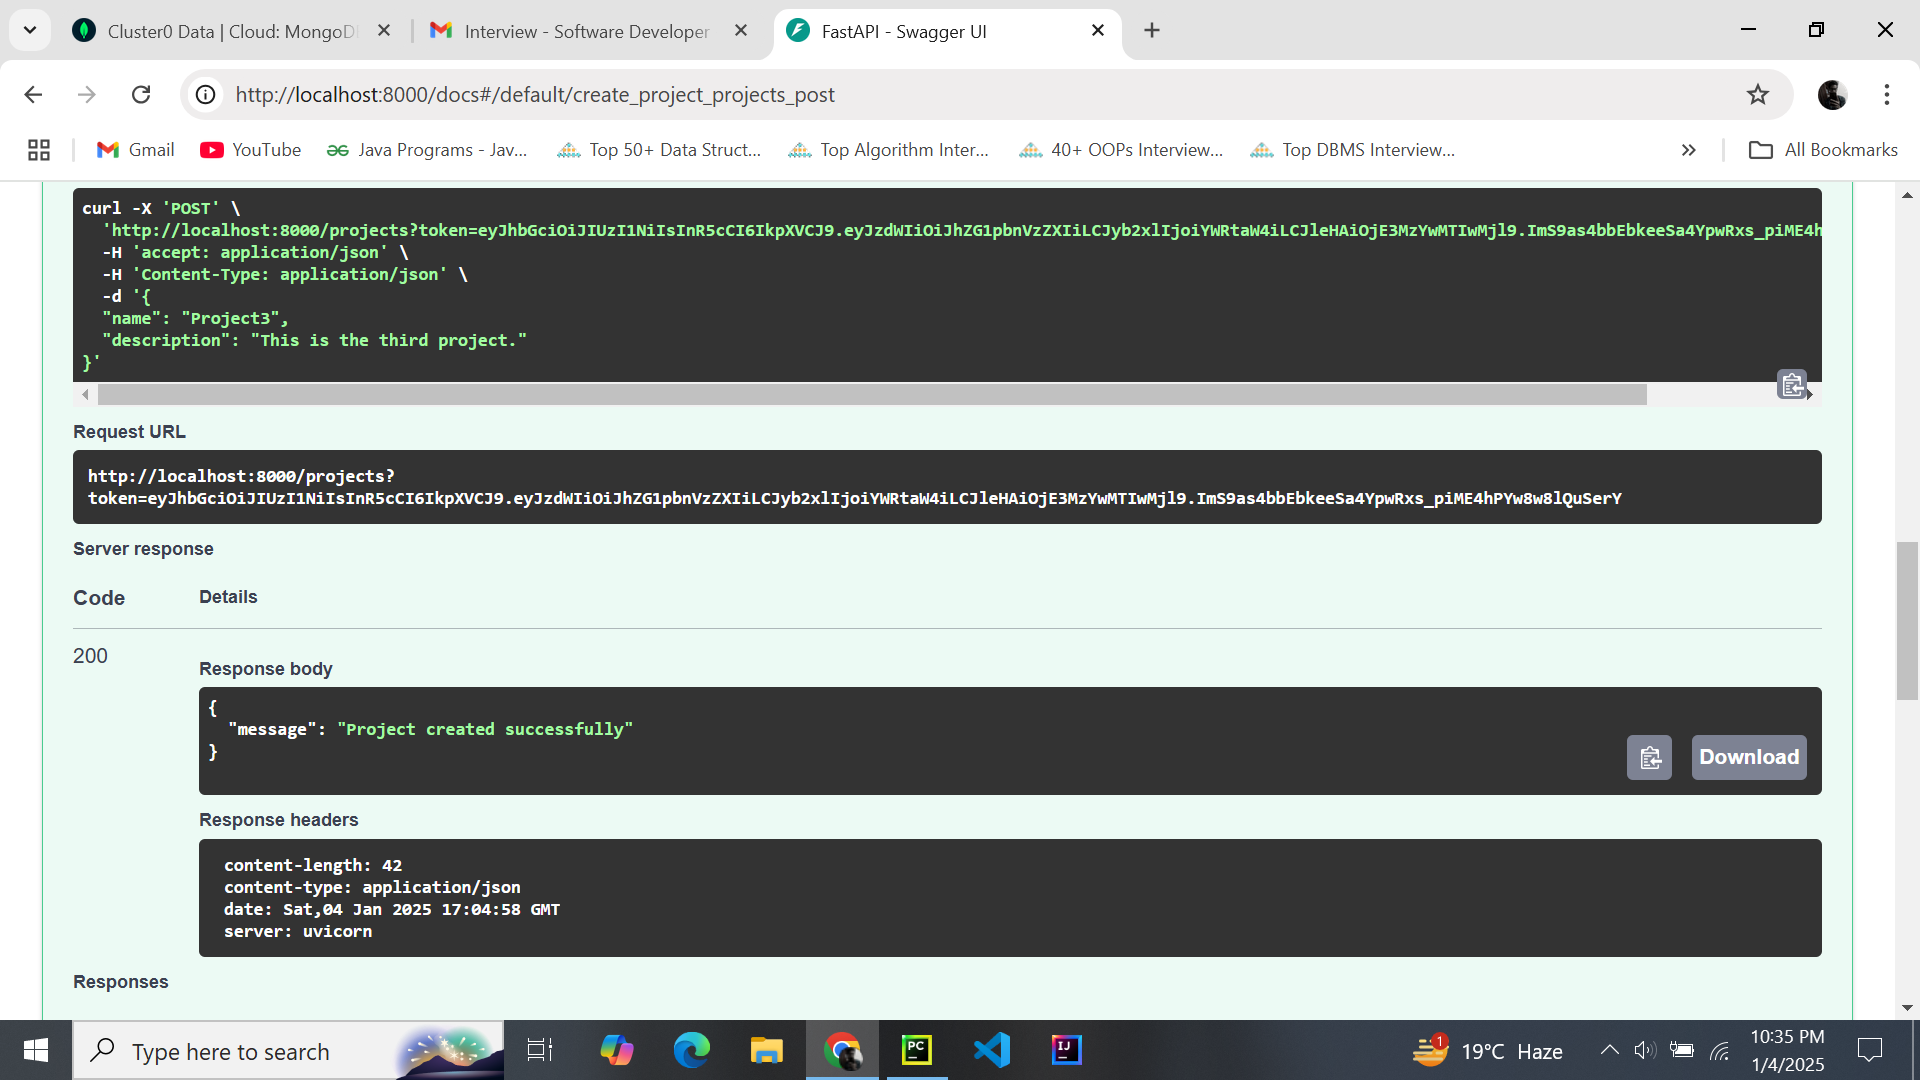 Cluster0 Data | Cloud: MongoD
Interview - Software Developer
FastAPI - Swagger UI
http://localhost:8000/docs#/default/create_project_projects_post
Gmail
YouTube
Java Programs - Jav...
Top 50+ Data Struct...
Top Algorithm Inter...
40+ OOPs Interview...
Top DBMS Interview...
All Bookmarks
curl -X 'POST' \
'http://localhost:8000/projects?token=eyJhbGciOiJIUzI1NiIsInR5cCI6IkpXVCJ9.eyJzdWIiOiJhZG1pbnVzZXIiLCJyb2xlIjoiYWRtaW4iLCJleHAiOjE3MzYwMTIwMjl9.ImS9as4bbEbkeeSa4YpwRxs_piME4h
-H 'accept: application/json' \
-H 'Content-Type: application/json' \
-d '{
"name": "Project3",
"description": "This is the third project."
}'
Request URL
http://localhost:8000/projects?
token=eyJhbGciOiJIUzI1NiIsInR5cCI6IkpXVCJ9.eyJzdWIiOiJhZG1pbnVzZXIiLCJyb2xlIjoiYWRtaW4iLCJleHAiOjE3MzYwMTIwMjl9.ImS9as4bbEbkeeSa4YpwRxs_piME4hPYw8w8lQuSerY
Server response
Code Details
200
Response body
{
"message": "Project created successfully"
}
Download
Response headers
content-length: 42
content-type: application/json
date: Sat,04 Jan 2025 17:04:58 GMT
server: uvicorn
Responses
Type here to search
PC
IJ
1
19°C Haze
10:35 PM
1/4/2025